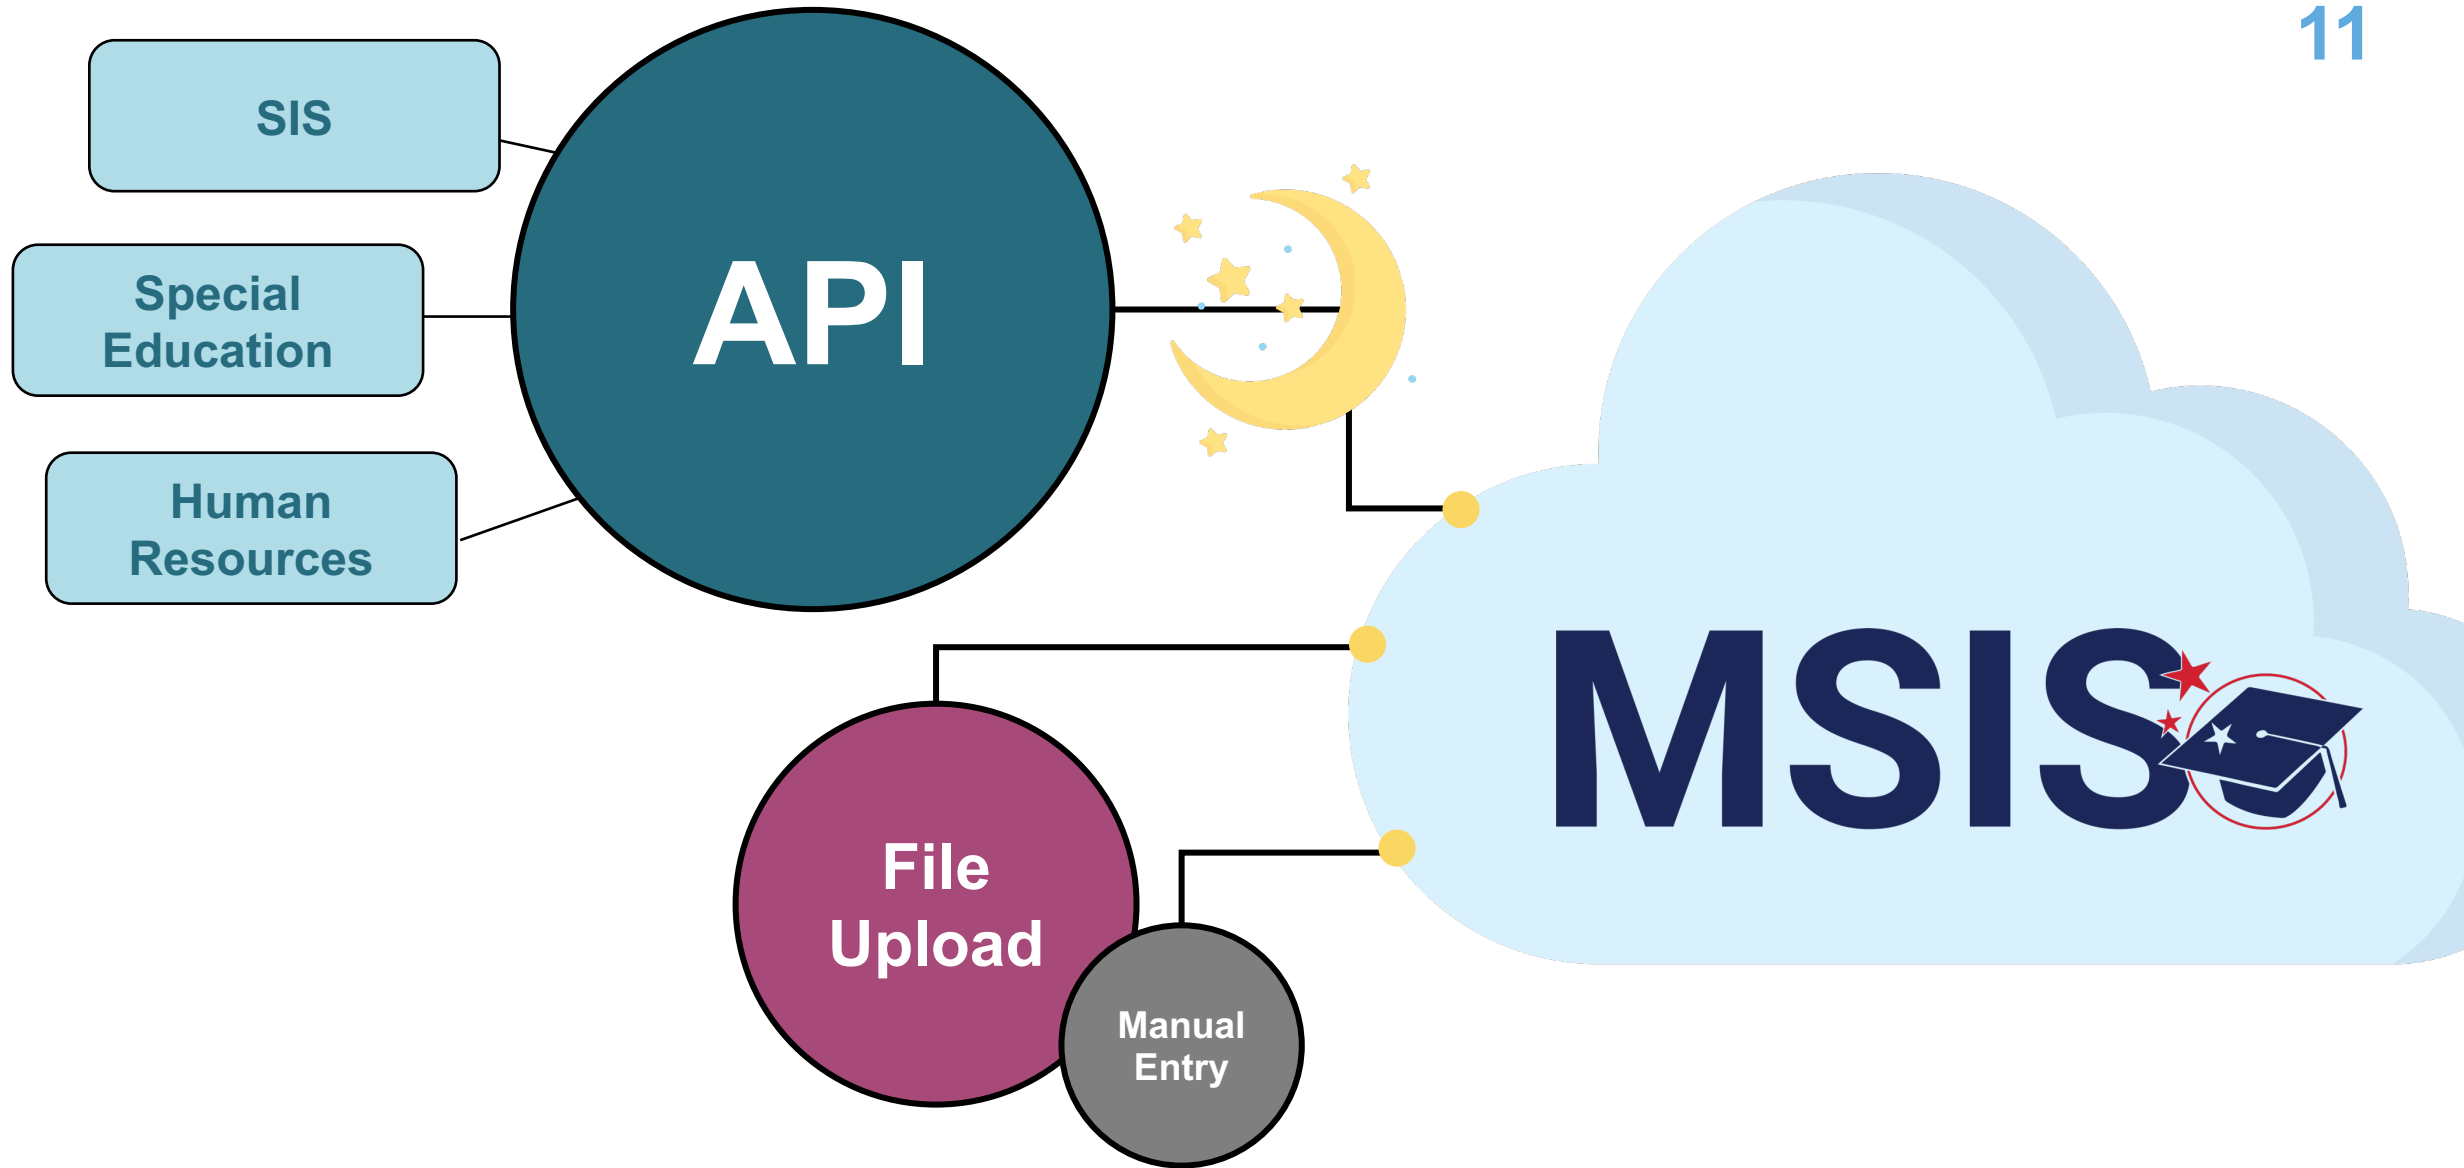 11
SIS
Special
Education
Human
Resources
API
MSIS
File
Upload
Manual
Entry